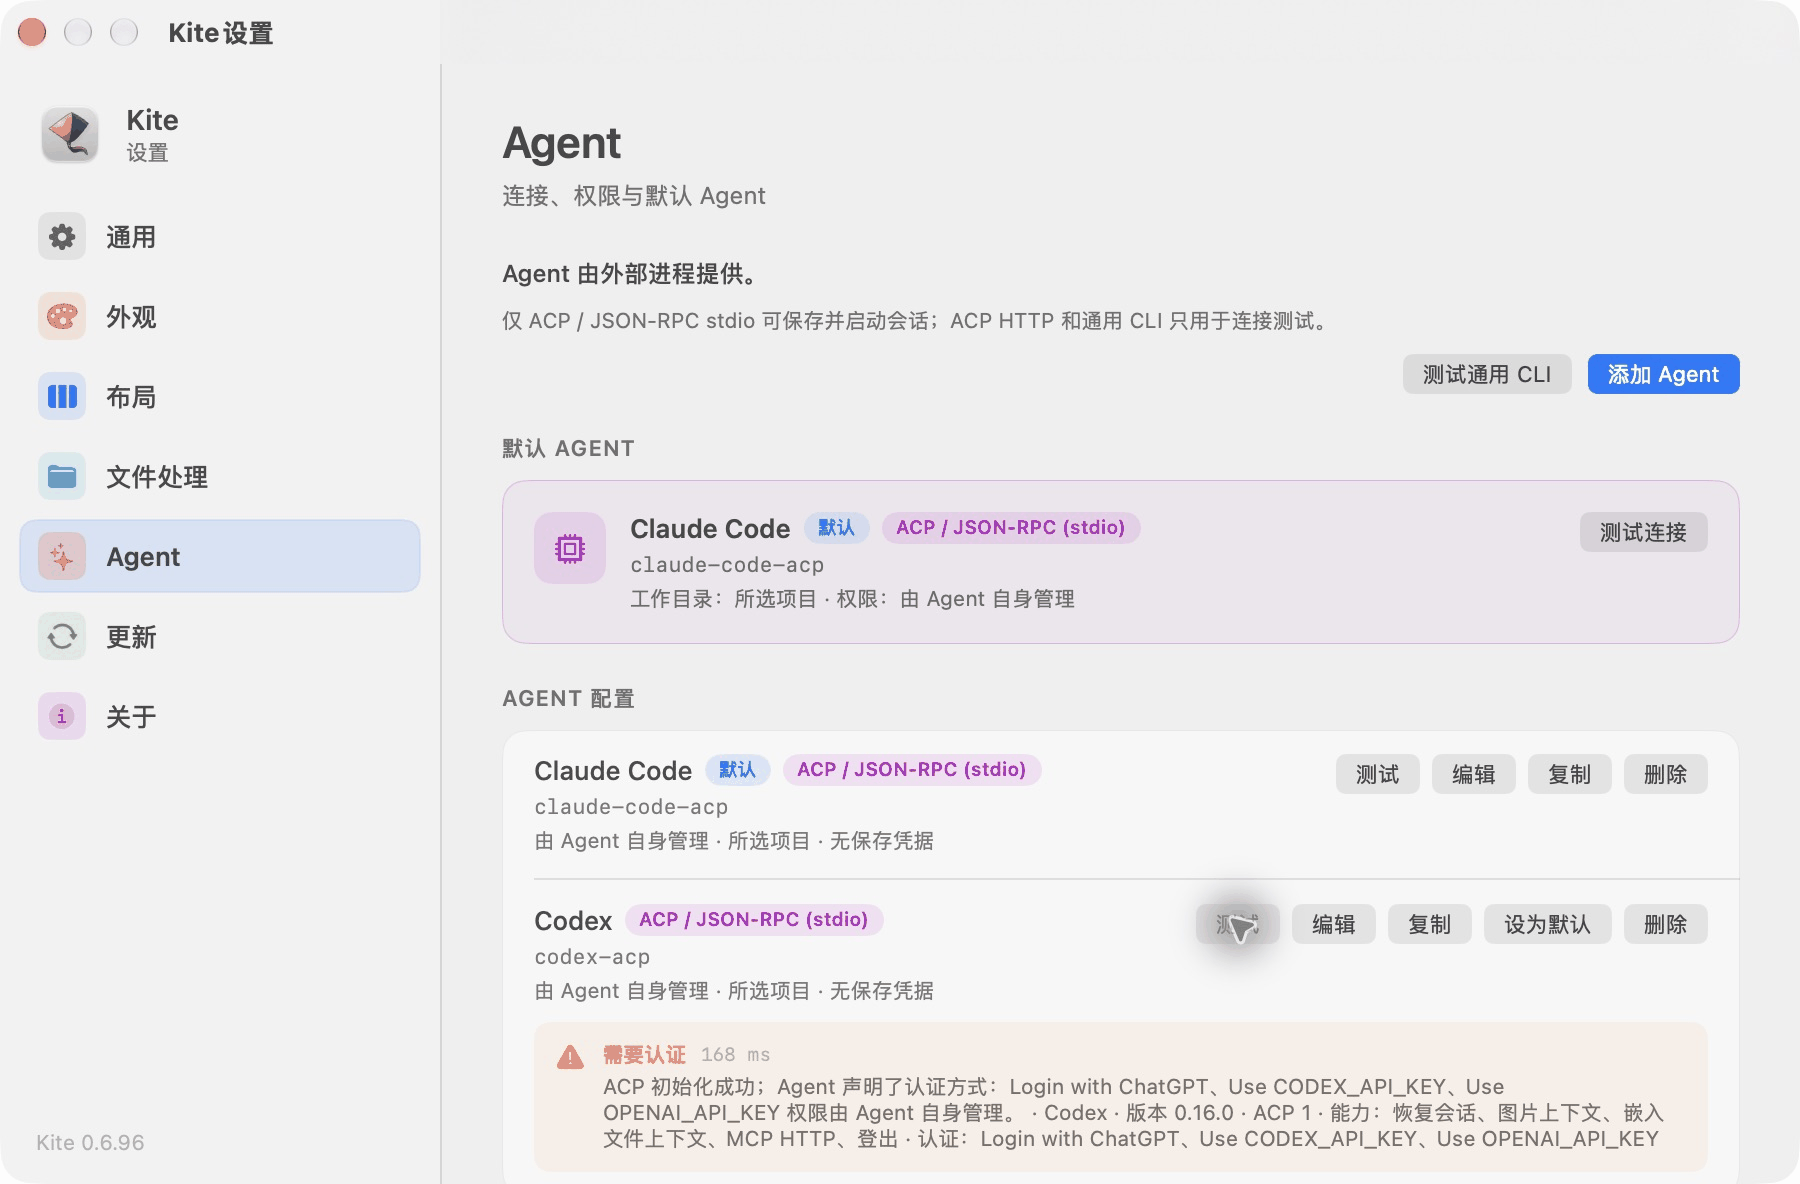 Kite设置
Kite
设置
通用
外观
布局
文件处理
Agent
更新
关于
Kite 0.6.96
Agent
连接、权限与默认 Agent
Agent 由外部进程提供。
仅 ACP / JSON-RPC stdio 可保存并启动会话；ACP HTTP 和通用 CLI 只用于连接测试。
测试通用 CLI
添加 Agent
默认 AGENT
Claude Code 默认 ACP / JSON-RPC (stdio)
测试连接
claude-code-acp
工作目录：所选项目 · 权限：由 Agent 自身管理
AGENT 配置
Claude Code 默认 ACP / JSON-RPC (stdio)
测试 编辑 复制 删除
claude-code-acp
由 Agent 自身管理 · 所选项目 · 无保存凭据
Codex ACP / JSON-RPC (stdio)
测试 编辑 复制 设为默认 删除
codex-acp
由 Agent 自身管理 · 所选项目 · 无保存凭据
需要认证 168 ms
ACP 初始化成功；Agent 声明了认证方式：Login with ChatGPT、Use CODEX_API_KEY、Use
OPENAI_API_KEY 权限由 Agent 自身管理。 · Codex · 版本 0.16.0 · ACP 1 · 能力：恢复会话、图片上下文、嵌入
文件上下文、MCP HTTP、登出 · 认证：Login with ChatGPT、Use CODEX_API_KEY、Use OPENAI_API_KEY